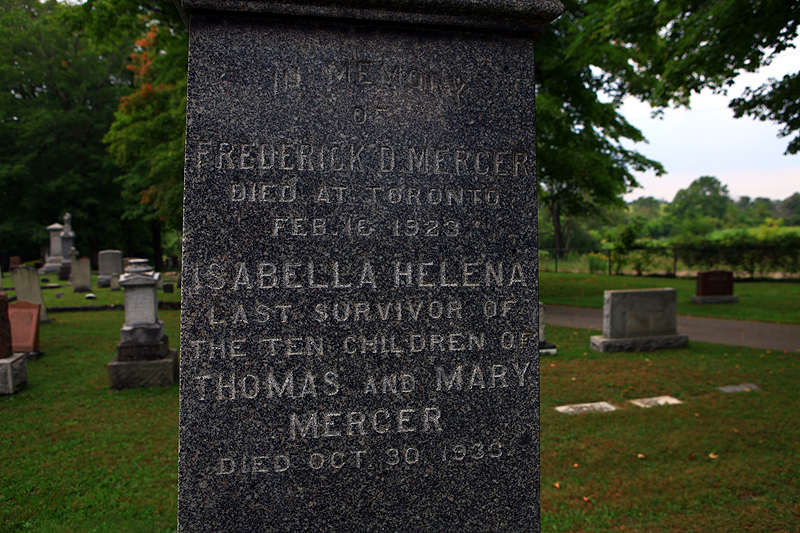 IN MEMORY
OF
FREDERICK D. MERCER
DIED AT TORONTO
FEB. 16 1923
ISABELLA HELENA
LAST SURVIVOR OF
THE TEN CHILDREN OF
THOMAS AND MARY
MERCER
DIED OCT 30 1933